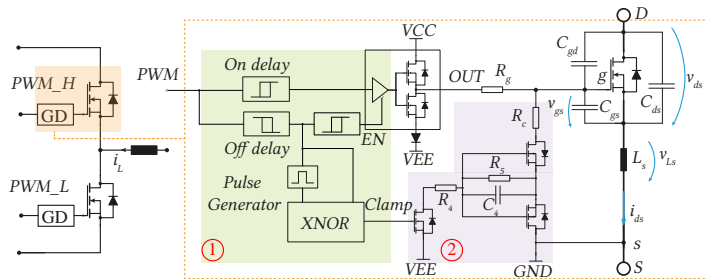 PWM_H
GD
i_L
PWM_L
GD
PWM
On delay
Off delay
EN
Pulse
Generator
XNOR
Clamp
①
VCC
VEE
OUT
R_g
R_c
R_5
C_4
R_4
VEE
②
GND
D
C_gd
g
v_gs
C_gs
C_ds
v_ds
L_s
v_Ls
i_ds
s
S